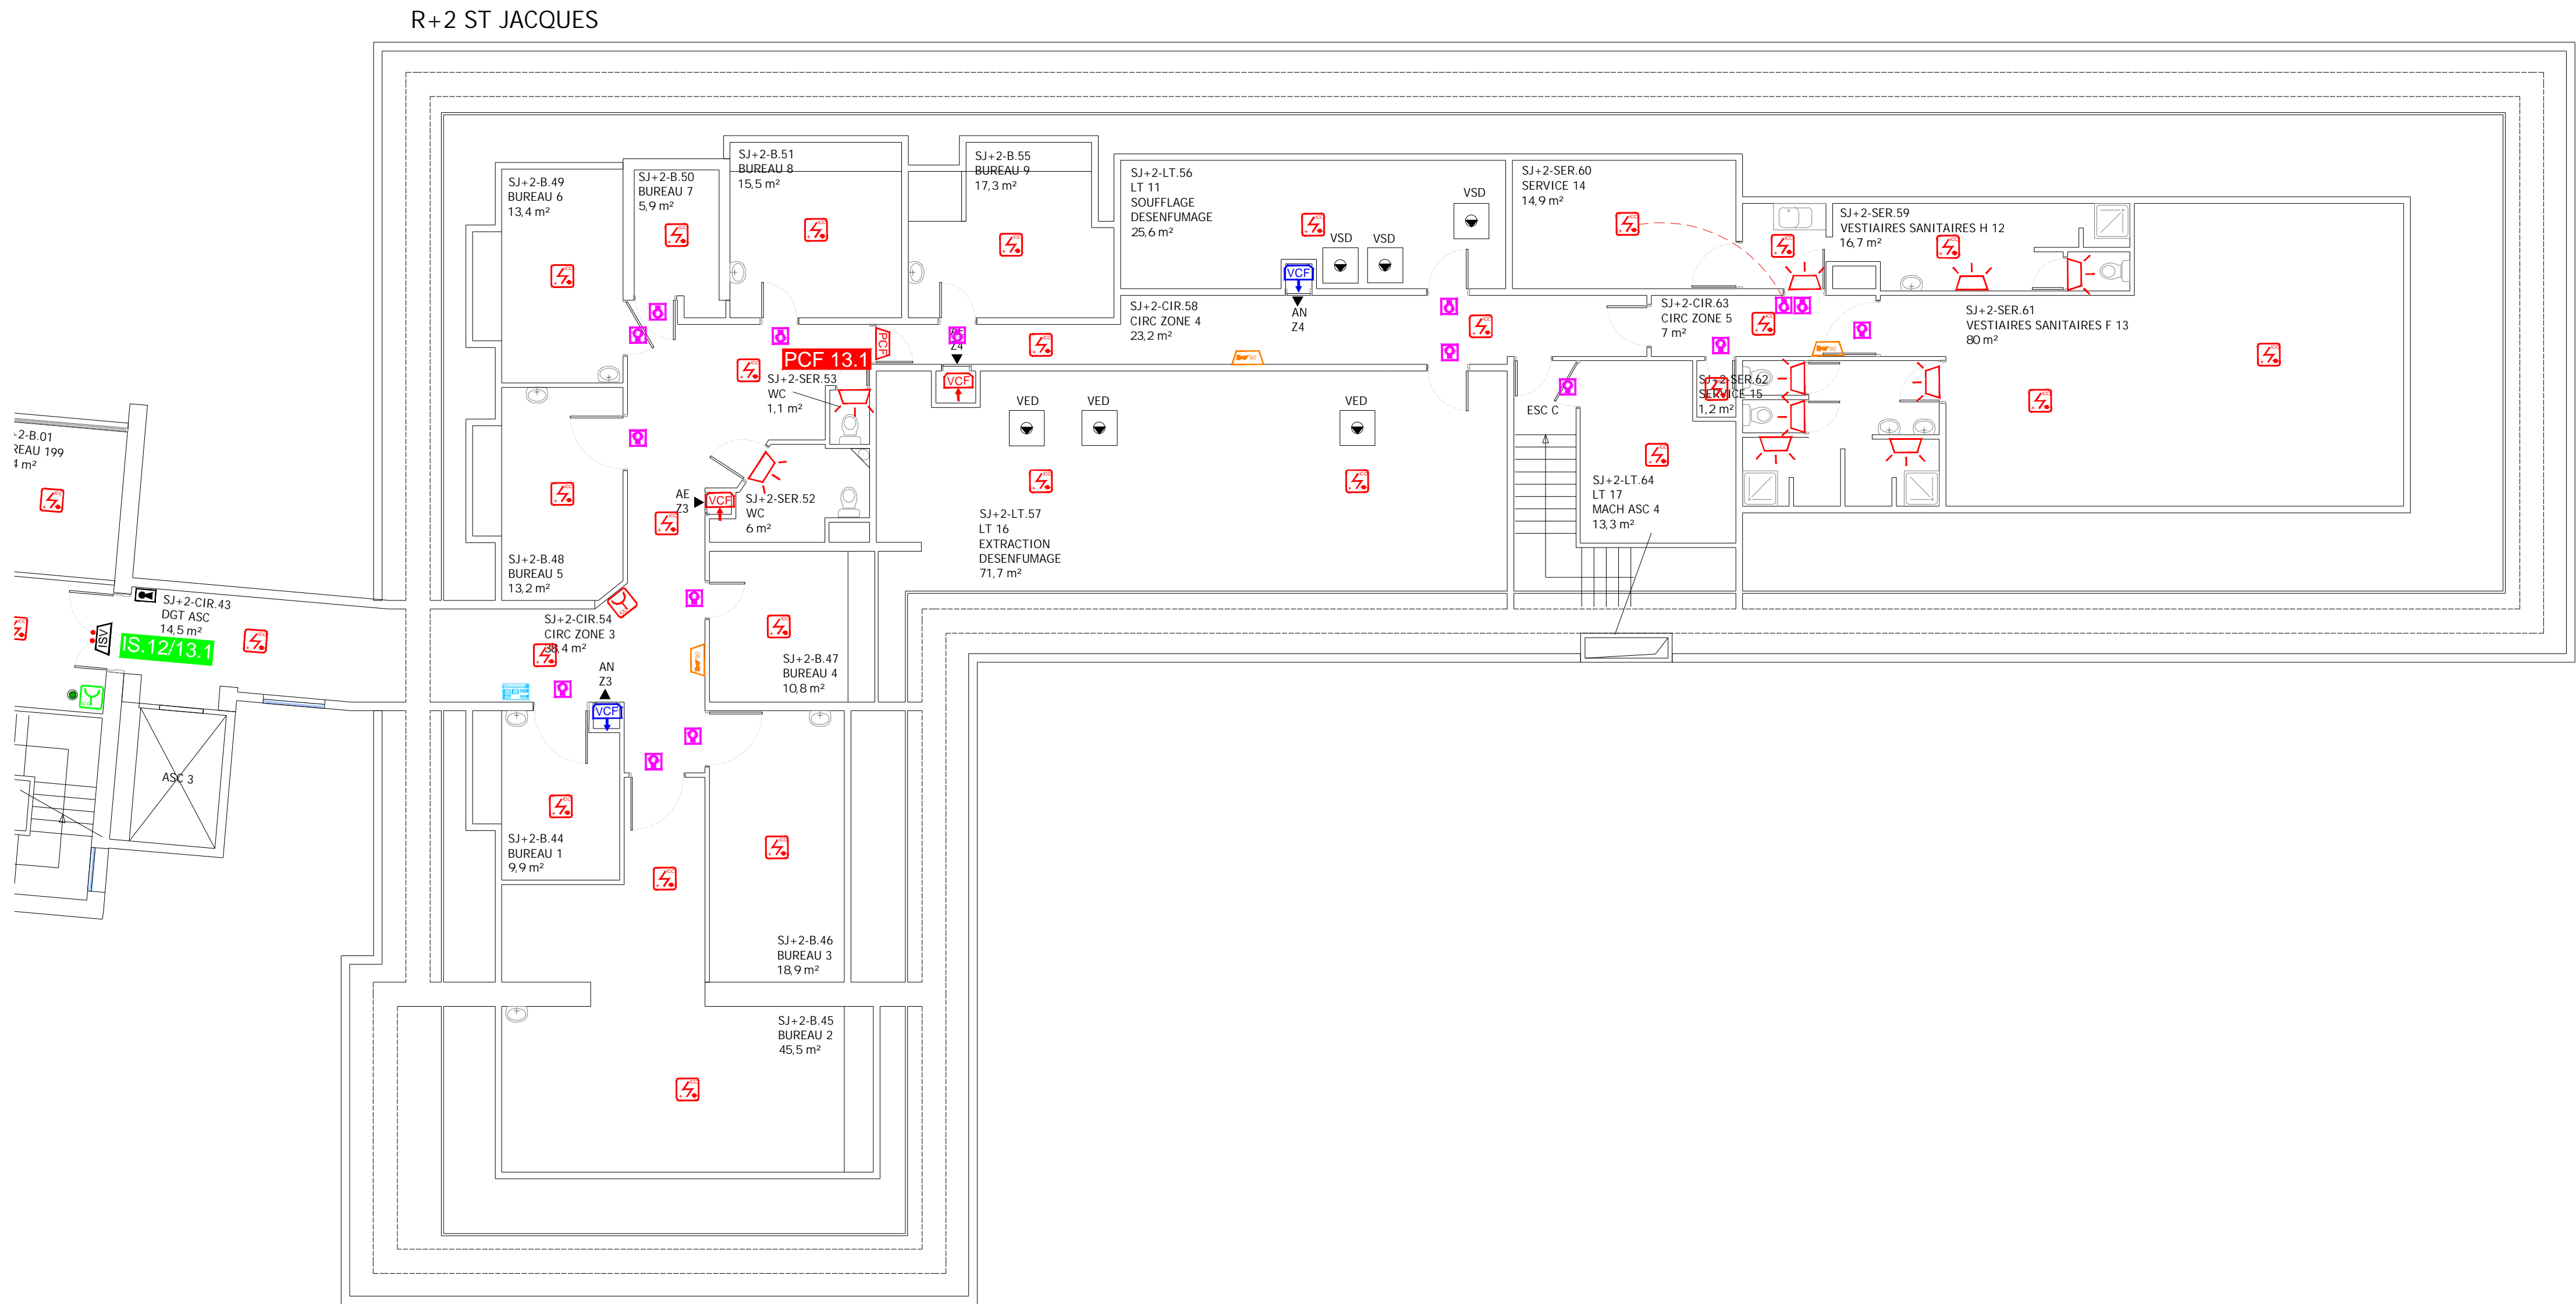 R+2 ST JACQUES
SJ+2-B.49
BUREAU 6
13,4 m²
SJ+2-B.50
BUREAU 7
5,9 m²
SJ+2-B.51
BUREAU 8
15,5 m²
SJ+2-B.55
BUREAU 9
17,3 m²
SJ+2-LT.56
LT 11
SOUFFLAGE
DESENFUMAGE
25,6 m²
VSD
VSD
VSD
VCF
AN
Z4
SJ+2-SER.60
SERVICE 14
14,9 m²
SJ+2-SER.59
VESTIAIRES SANITAIRES H 12
16,7 m²
SJ+2-CIR.58
CIRC ZONE 4
23,2 m²
SJ+2-CIR.63
CIRC ZONE 5
7 m²
SJ+2-SER.61
VESTIAIRES SANITAIRES F 13
80 m²
PCF 13.1
PCF
Z4
VCF
SJ+2-SER.53
WC
1,1 m²
SJ+2-SER.62
SERVICE 15
1,2 m²
ESC C
VED
VED
VED
-2-B.01
REAU 199
4 m²
AE
Z3
VCF
SJ+2-SER.52
WC
6 m²
SJ+2-LT.57
LT 16
EXTRACTION
DESENFUMAGE
71,7 m²
SJ+2-LT.64
LT 17
MACH ASC 4
13,3 m²
SJ+2-B.48
BUREAU 5
13,2 m²
SJ+2-CIR.43
DGT ASC
14,5 m²
ISV
IS.12/13.1
SJ+2-CIR.54
CIRC ZONE 3
38,4 m²
AN
Z3
VCF
SJ+2-B.47
BUREAU 4
10,8 m²
ASC 3
SJ+2-B.44
BUREAU 1
9,9 m²
SJ+2-B.46
BUREAU 3
18,9 m²
SJ+2-B.45
BUREAU 2
45,5 m²